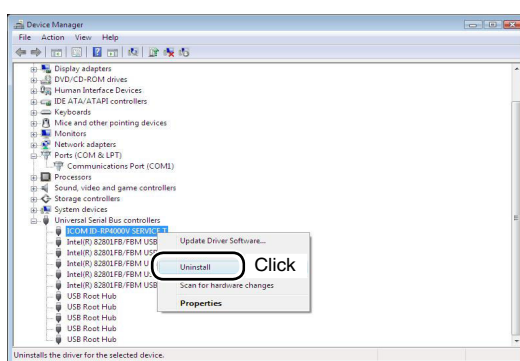 Device Manager
File Action View Help
Display adapters
DVD/CD-ROM drives
Human Interface Devices
IDE ATA/ATAPI controllers
Keyboards
Mice and other pointing devices
Monitors
Network adapters
Ports (COM & LPT)
Communications Port (COM1)
Processors
Sound, video and game controllers
Storage controllers
System devices
Universal Serial Bus controllers
ICOM ID-RP4000V SERVICE T
Intel(R) 82801FB/FBM USB
Update Driver Software...
Intel(R) 82801FB/FBM USB
Intel(R) 82801FB/FBM U
Uninstall
Click
Intel(R) 82801FB/FBM U
Intel(R) 82801FB/FBM USB
Scan for hardware changes
USB Root Hub
Properties
USB Root Hub
USB Root Hub
USB Root Hub
USB Root Hub
Uninstalls the driver for the selected device.